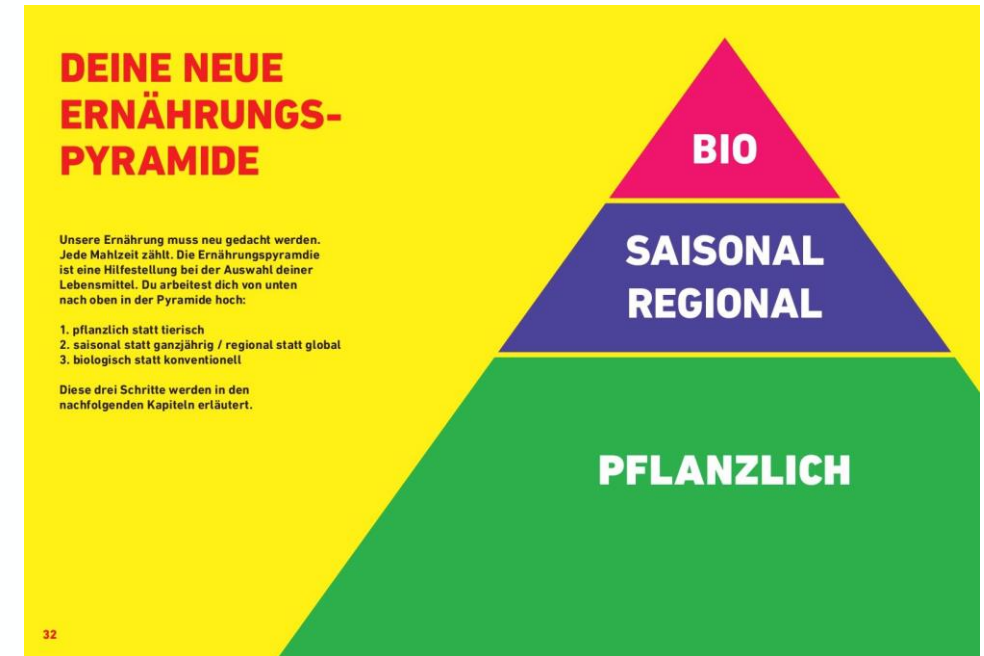 DEINE NEUE
ERNÄHRUNGS-
PYRAMIDE
Unsere Ernährung muss neu gedacht werden.
Jede Mahlzeit zählt. Die Ernährungspyramdie
ist eine Hilfestellung bei der Auswahl deiner
Lebensmittel. Du arbeitest dich von unten
nach oben in der Pyramide hoch:
1. pflanzlich statt tierisch
2. saisonal statt ganzjährig / regional statt global
3. biologisch statt konventionell
Diese drei Schritte werden in den
nachfolgenden Kapiteln erläutert.
BIO
SAISONAL
REGIONAL
PFLANZLICH
32